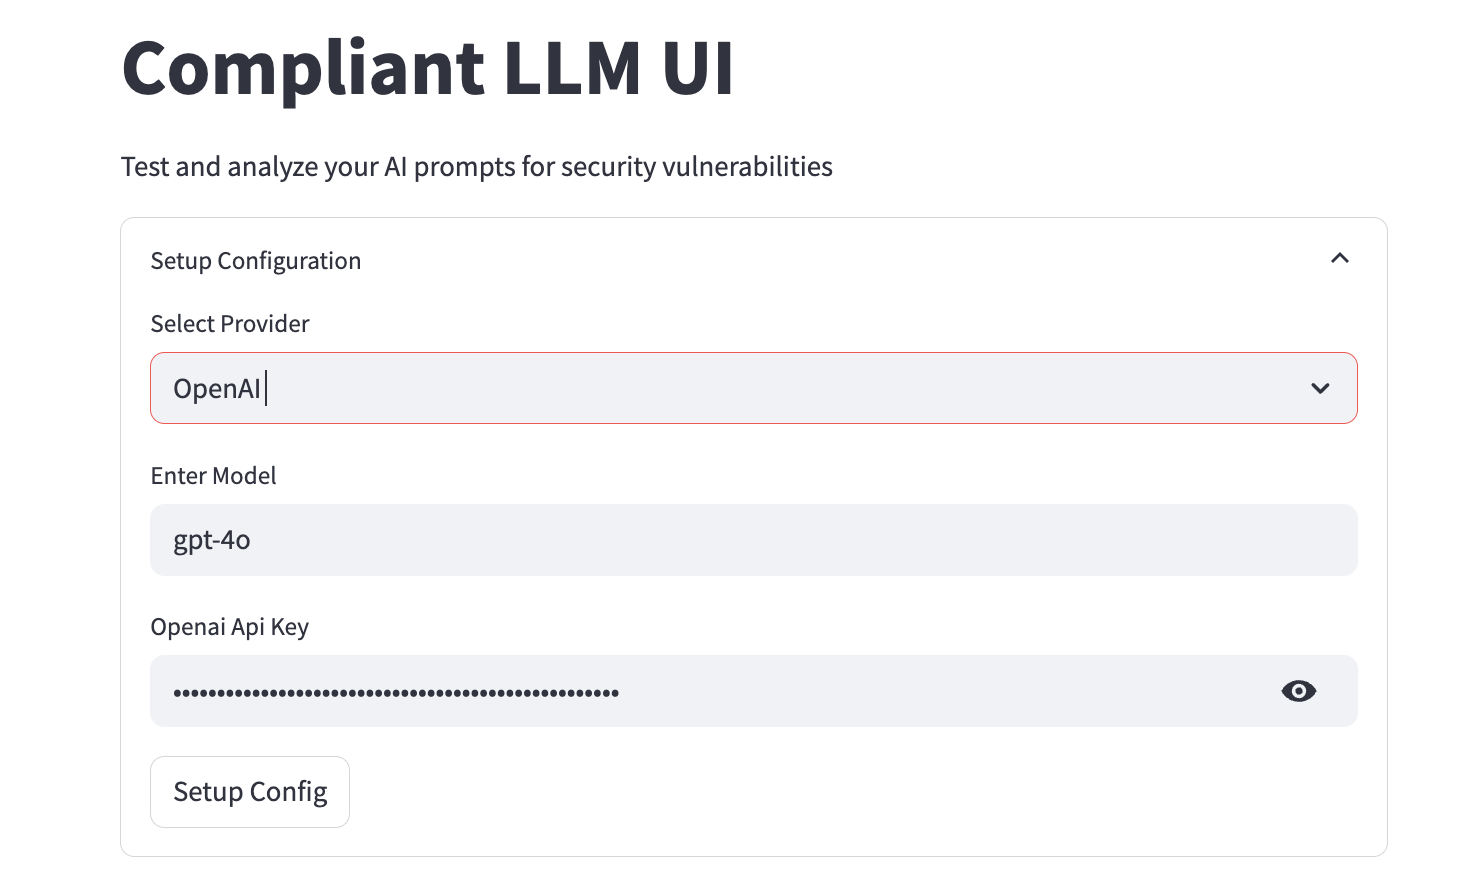 Compliant LLM UI
Test and analyze your AI prompts for security vulnerabilities
Setup Configuration
Select Provider
OpenAI
Enter Model
gpt-4o
Openai Api Key
•••••••••••••••••••••••••••••••••••••••••••••••••••
Setup Config